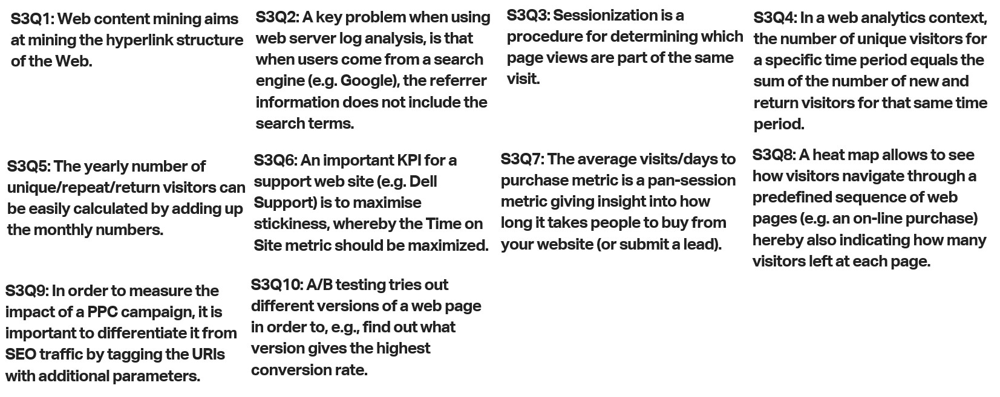 S3Q1: Web content mining aims
at mining the hyperlink structure
of the Web.
S3Q2: A key problem when using
web server log analysis, is that
when users come from a search
engine (e.g. Google), the referrer
information does not include the
search terms.
S3Q3: Sessionization is a
procedure for determining which
page views are part of the same
visit.
S3Q4: In a web analytics context,
the number of unique visitors for
a specific time period equals the
sum of the number of new and
return visitors for that same time
period.
S3Q5: The yearly number of
unique/repeat/return visitors can
be easily calculated by adding up
the monthly numbers.
S3Q6: An important KPI for a
support web site (e.g. Dell
Support) is to maximise
stickiness, whereby the Time on
Site metric should be maximized.
S3Q7: The average visits/days to
purchase metric is a pan-session
metric giving insight into how
long it takes people to buy from
your website (or submit a lead).
S3Q8: A heat map allows to see
how visitors navigate through a
predefined sequence of web
pages (e.g. an on-line purchase)
hereby also indicating how many
visitors left at each page.
S3Q9: In order to measure the
impact of a PPC campaign, it is
important to differentiate it from
SEO traffic by tagging the URIs
with additional parameters.
S3Q10: A/B testing tries out
different versions of a web page
in order to, e.g., find out what
version gives the highest
conversion rate.